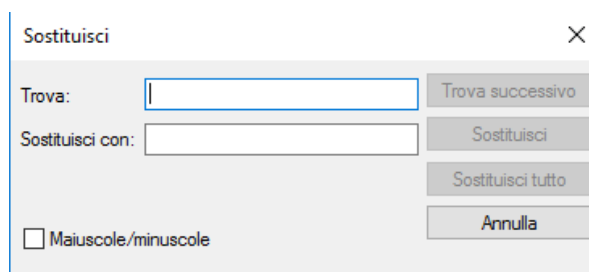 Sostituisci
Trova:
Trova successivo
Sostituisci con:
Sostituisci
Sostituisci tutto
Annulla
Maiuscole/minuscole